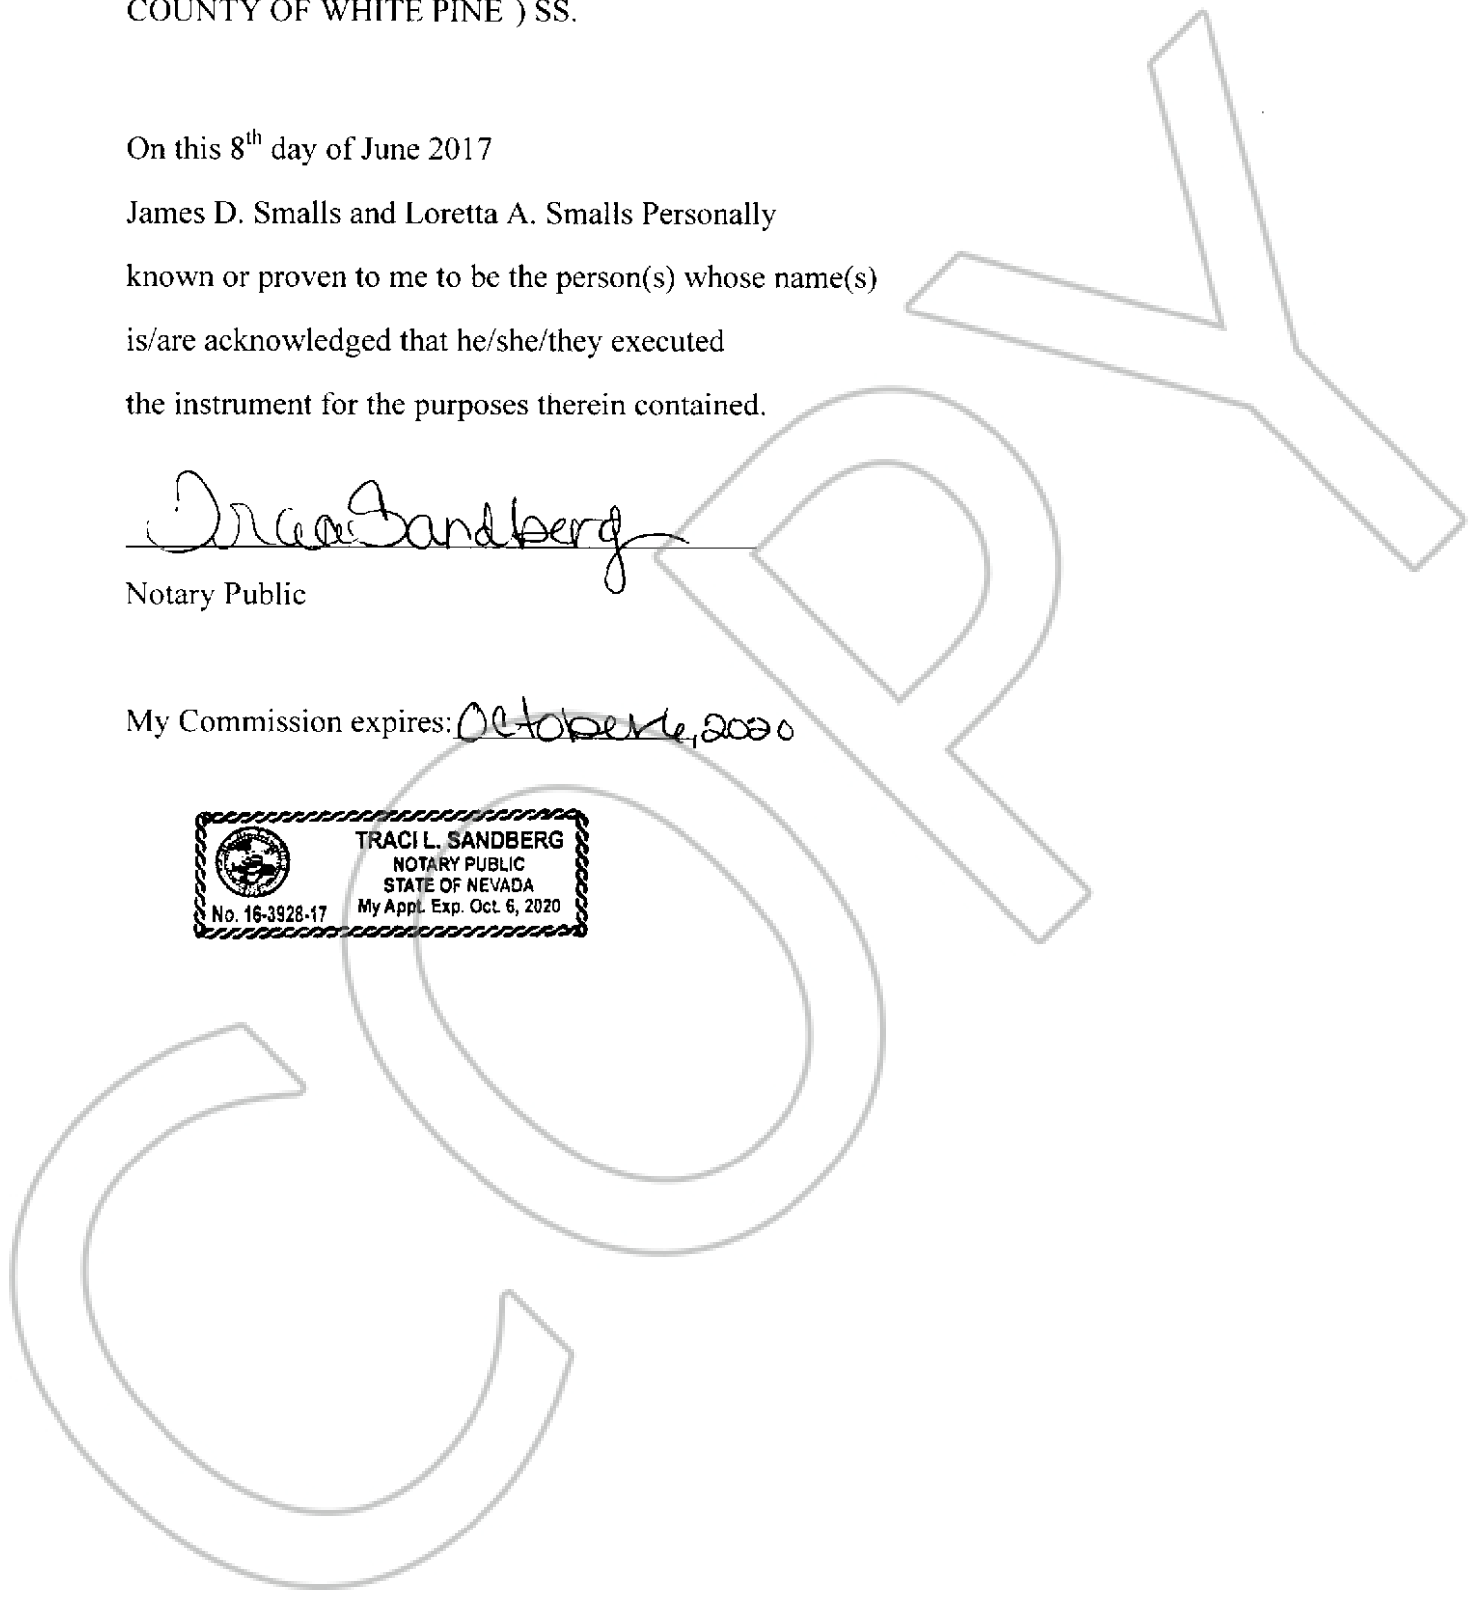 COUNTY OF WHITE PINE ) SS.
On this 8th day of June 2017
James D. Smalls and Loretta A. Smalls Personally
known or proven to me to be the person(s) whose name(s)
is/are acknowledged that he/she/they executed
the instrument for the purposes therein contained.
Traci Sandberg
Notary Public
My Commission expires: October 6, 2020
TRACI L. SANDBERG
NOTARY PUBLIC
STATE OF NEVADA
No. 16-3928-17 My Appt. Exp. Oct. 6, 2020
COPY